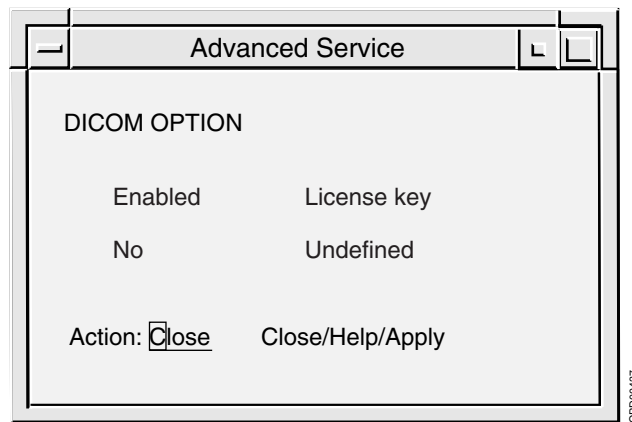 Advanced Service
DICOM OPTION
Enabled License key
No Undefined
Action: Close Close/Help/Apply